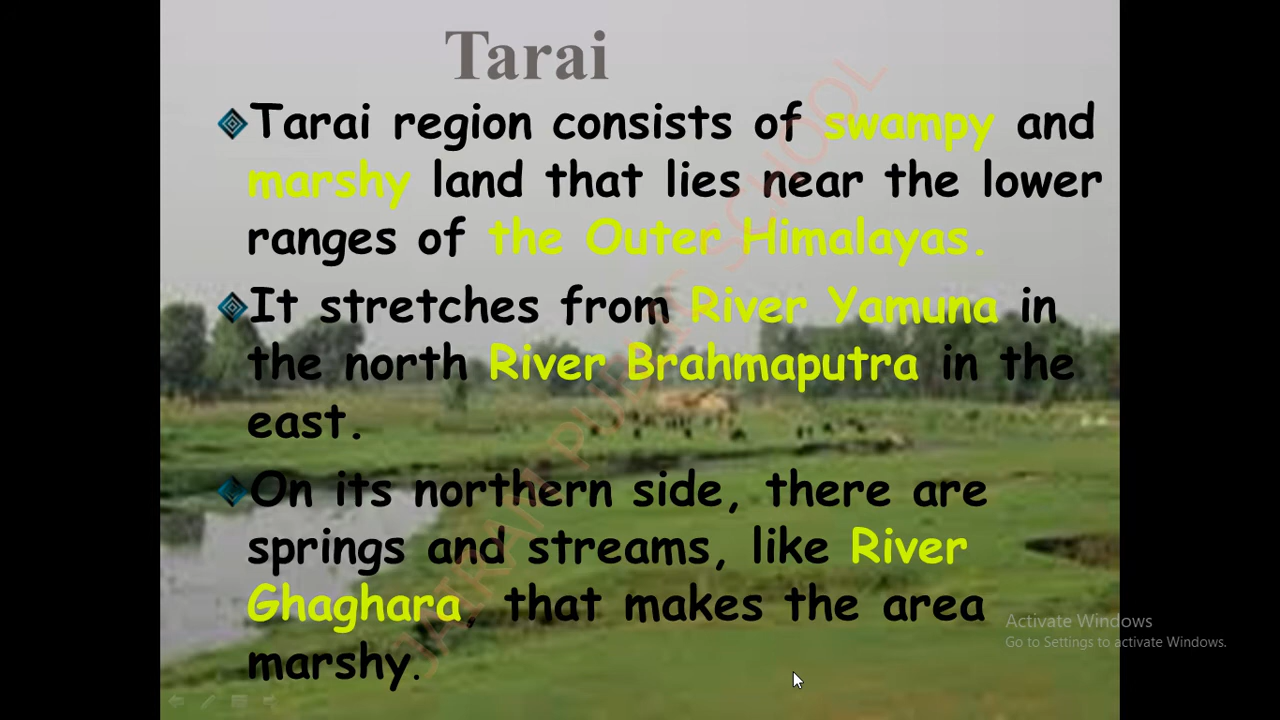 Tarai
Tarai region consists of swampy and
marshy land that lies near the lower
ranges of the Outer Himalayas.
It stretches from River Yamuna in
the north River Brahmaputra in the
east.
On its northern side, there are
springs and streams, like River
Ghaghara, that makes the area
marshy.
JAIRAM PUBLIC SCHOOL
Activate Windows
Go to Settings to activate Windows.